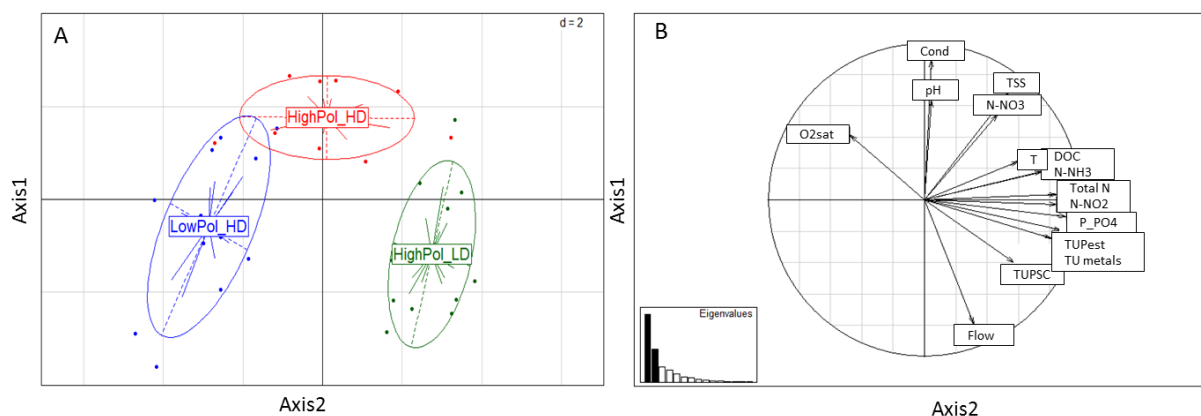 A
d = 2
HighPol_HD
LowPol_HD
HighPol_LD
Axis1
Axis2
B
Cond
pH
TSS
N-NO3
O2sat
T
DOC
N-NH3
Total N
N-NO2
P_PO4
TUPest
TU metals
TUPSC
Flow
Eigenvalues
Axis1
Axis2